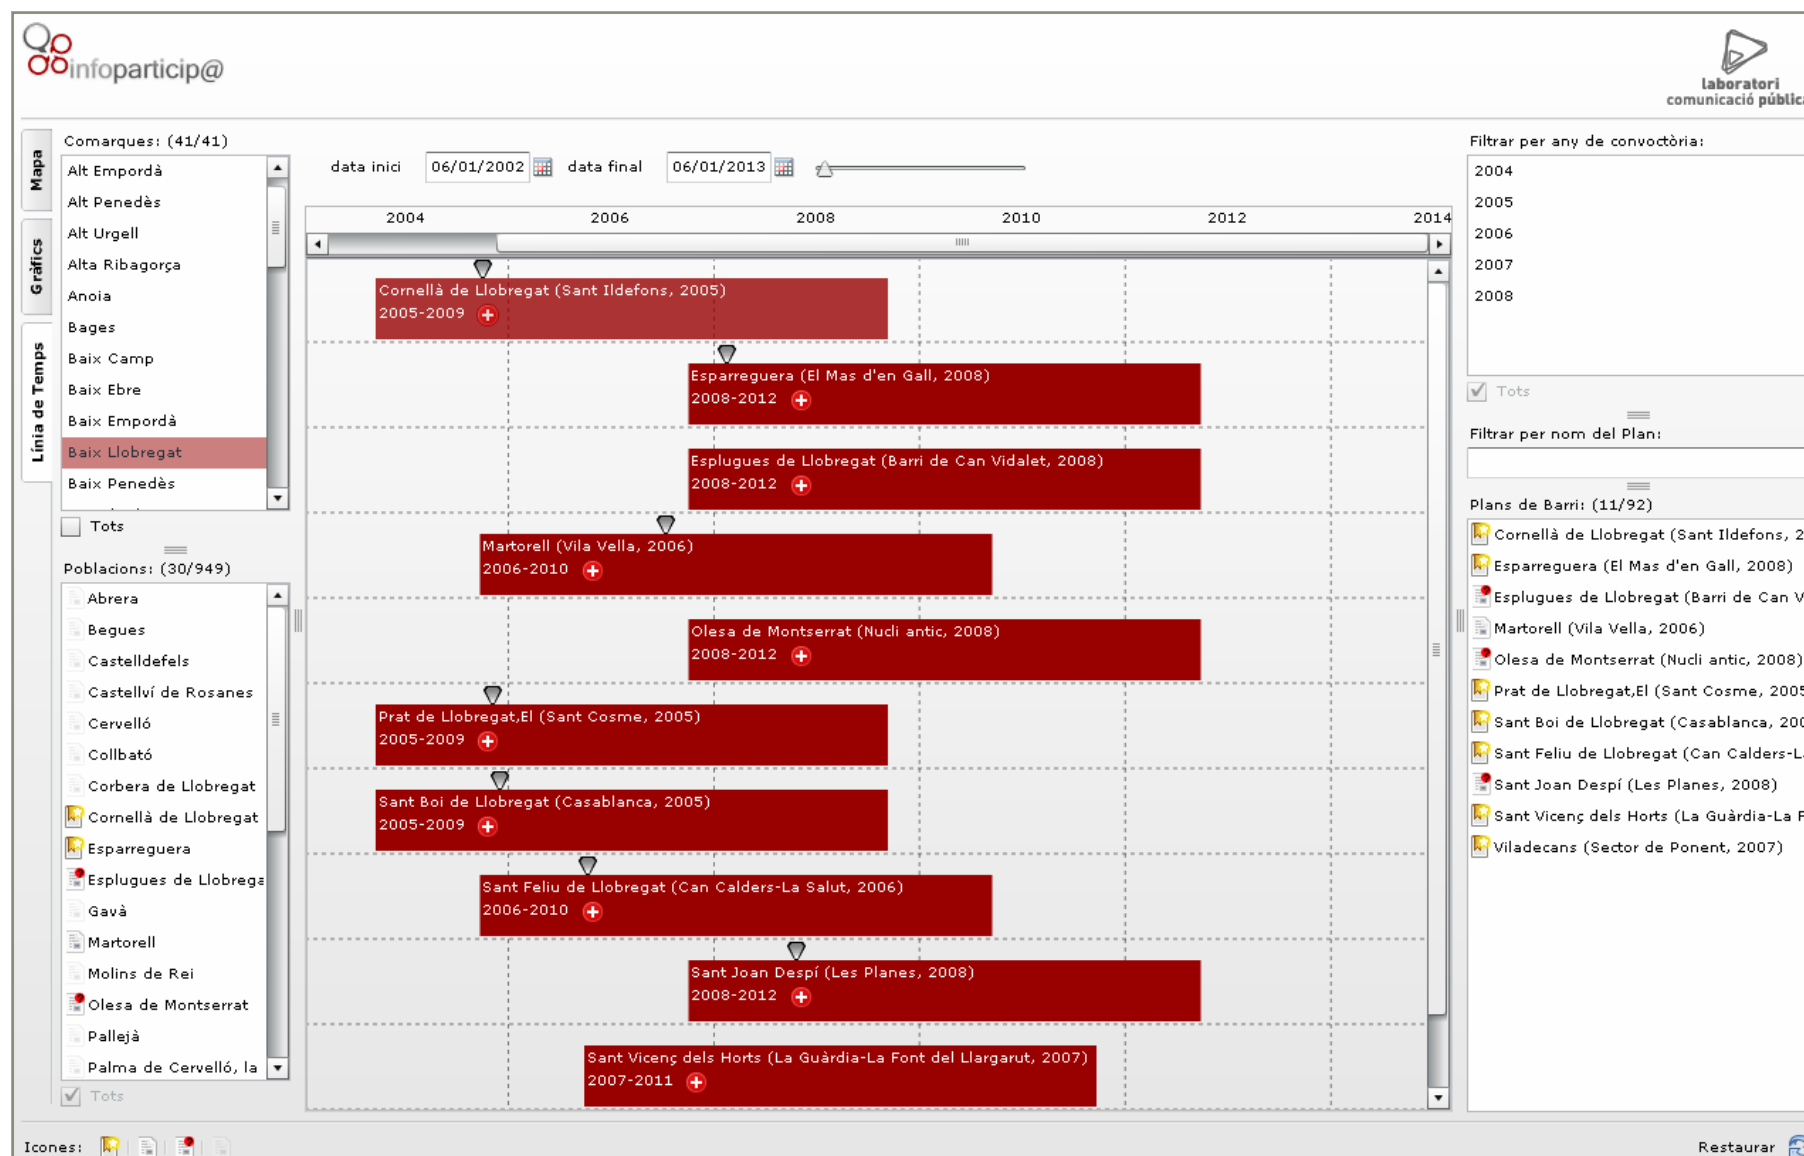 infoparticip@
laboratori
comunicació pública
Mapa
Gràfics
Línia de Temps
Comarques: (41/41)
Alt Empordà
Alt Penedès
Alt Urgell
Alta Ribagorça
Anoia
Bages
Baix Camp
Baix Ebre
Baix Empordà
Baix Llobregat
Baix Penedès
Tots
Poblacions: (30/949)
Abrera
Begues
Castelldefels
Castellví de Rosanes
Cervelló
Collbató
Corbera de Llobregat
Cornellà de Llobregat
Esparreguera
Esplugues de Llobrega
Gavà
Martorell
Molins de Rei
Olesa de Montserrat
Pallejà
Palma de Cervelló, la
Tots
data inici 06/01/2002 data final 06/01/2013
2004 2006 2008 2010 2012 2014
Cornellà de Llobregat (Sant Ildefons, 2005)
2005-2009
Esparreguera (El Mas d'en Gall, 2008)
2008-2012
Esplugues de Llobregat (Barri de Can Vidalet, 2008)
2008-2012
Martorell (Vila Vella, 2006)
2006-2010
Olesa de Montserrat (Nucli antic, 2008)
2008-2012
Prat de Llobregat,El (Sant Cosme, 2005)
2005-2009
Sant Boi de Llobregat (Casablanca, 2005)
2005-2009
Sant Feliu de Llobregat (Can Calders-La Salut, 2006)
2006-2010
Sant Joan Despí (Les Planes, 2008)
2008-2012
Sant Vicenç dels Horts (La Guàrdia-La Font del Llargarut, 2007)
2007-2011
Filtrar per any de convoctòria:
2004
2005
2006
2007
2008
Tots
Filtrar per nom del Plan:
Plans de Barri: (11/92)
Cornellà de Llobregat (Sant Ildefons, 2
Esparreguera (El Mas d'en Gall, 2008)
Esplugues de Llobregat (Barri de Can V
Martorell (Vila Vella, 2006)
Olesa de Montserrat (Nucli antic, 2008)
Prat de Llobregat,El (Sant Cosme, 2005
Sant Boi de Llobregat (Casablanca, 200
Sant Feliu de Llobregat (Can Calders-L
Sant Joan Despí (Les Planes, 2008)
Sant Vicenç dels Horts (La Guàrdia-La F
Viladecans (Sector de Ponent, 2007)
Icones:
Restaurar